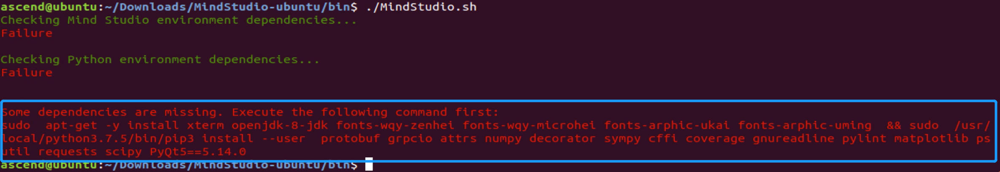 ascend@ubuntu:~/Downloads/MindStudio-ubuntu/bin$ ./MindStudio.sh
Checking Mind Studio environment dependencies...
Failure
Checking Python environment dependencies...
Failure
Some dependencies are missing. Execute the following command first:
sudo  apt-get -y install xterm openjdk-8-jdk fonts-wqy-zenhei fonts-wqy-microhei fonts-arphic-ukai fonts-arphic-uming  && sudo  /usr/
local/python3.7.5/bin/pip3 install --user  protobuf grpcio attrs numpy decorator sympy cffi coverage gnureadline pylint matplotlib ps
util requests scipy PyQt5==5.14.0
ascend@ubuntu:~/Downloads/MindStudio-ubuntu/bin$